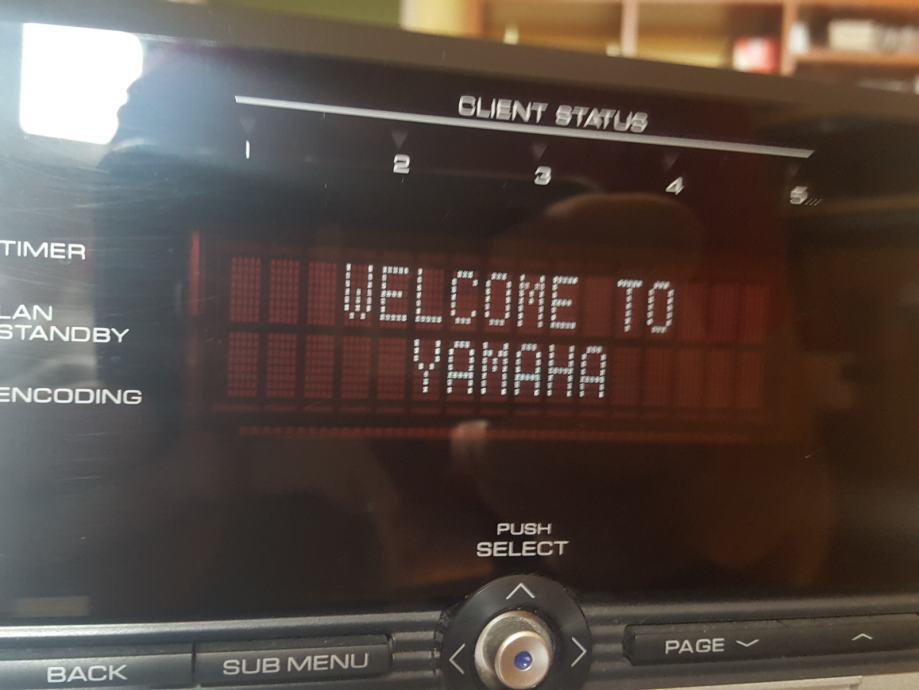 CLIENT STATUS
1 2 3 4 5
TIMER
LAN
STANDBY
ENCODING
WELCOME TO
YAMAHA
PUSH
SELECT
BACK
SUB MENU
PAGE